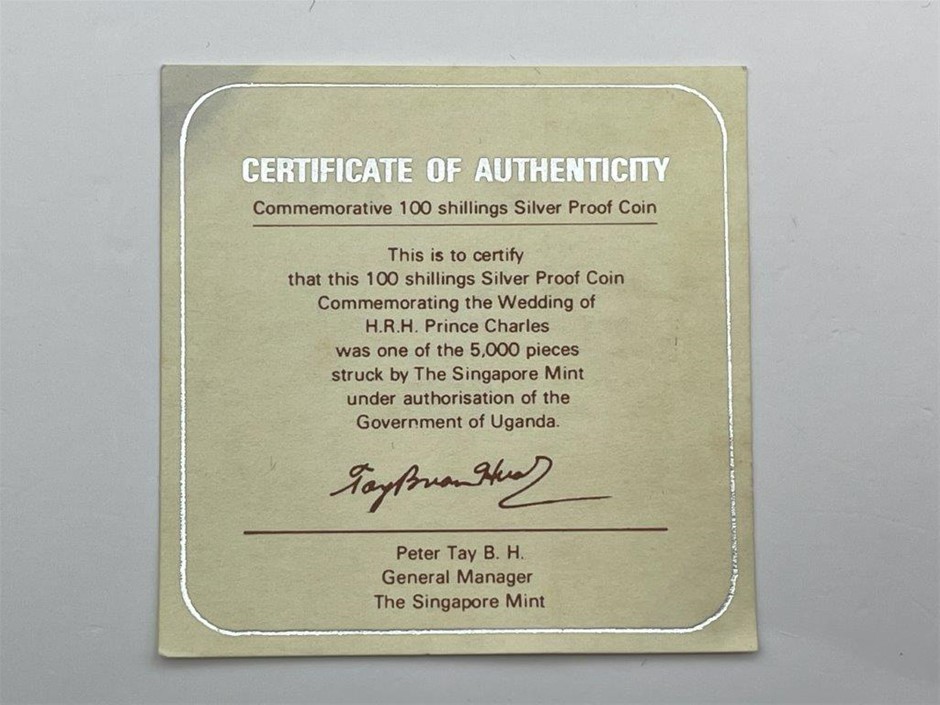 CERTIFICATE OF AUTHENTICITY
Commemorative 100 shillings Silver Proof Coin
This is to certify
that this 100 shillings Silver Proof Coin
Commemorating the Wedding of
H.R.H. Prince Charles
was one of the 5,000 pieces
struck by The Singapore Mint
under authorisation of the
Government of Uganda.
Peter Tay B. H.
General Manager
The Singapore Mint